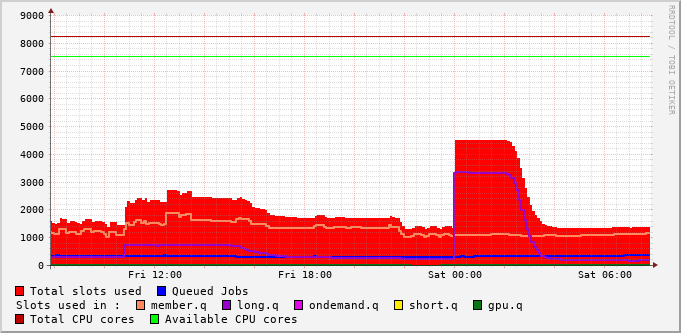 9000
8000
7000
6000
5000
4000
3000
2000
1000
0
Fri 12:00 Fri 18:00 Sat 00:00 Sat 06:00
RRDTOOL / TOBI OETIKER
Total slots used Queued Jobs
Slots used in : member.q long.q ondemand.q short.q gpu.q
Total CPU cores Available CPU cores